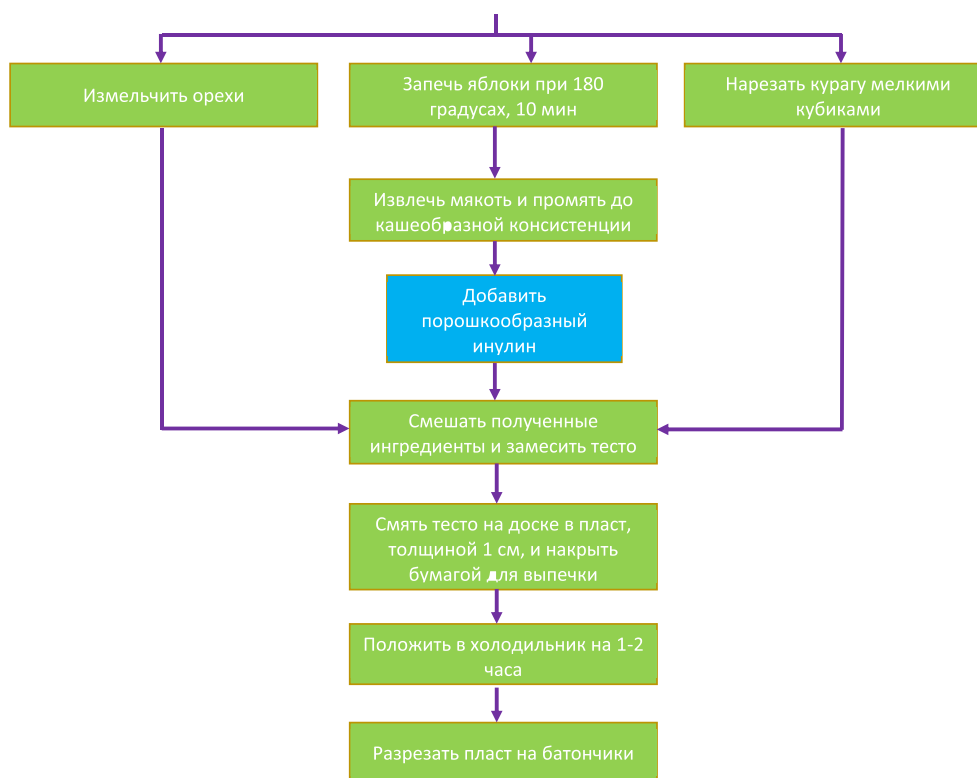 Измельчить орехи
Запечь яблоки при 180
градусах, 10 мин
Нарезать курагу мелкими
кубиками
Извлечь мякоть и промять до
кашеобразной консистенции
Добавить
порошкообразный
инулин
Смешать полученные
ингредиенты и замесить тесто
Смять тесто на доске в пласт,
толщиной 1 см, и накрыть
бумагой для выпечки
Положить в холодильник на 1-2
часа
Разрезать пласт на батончики